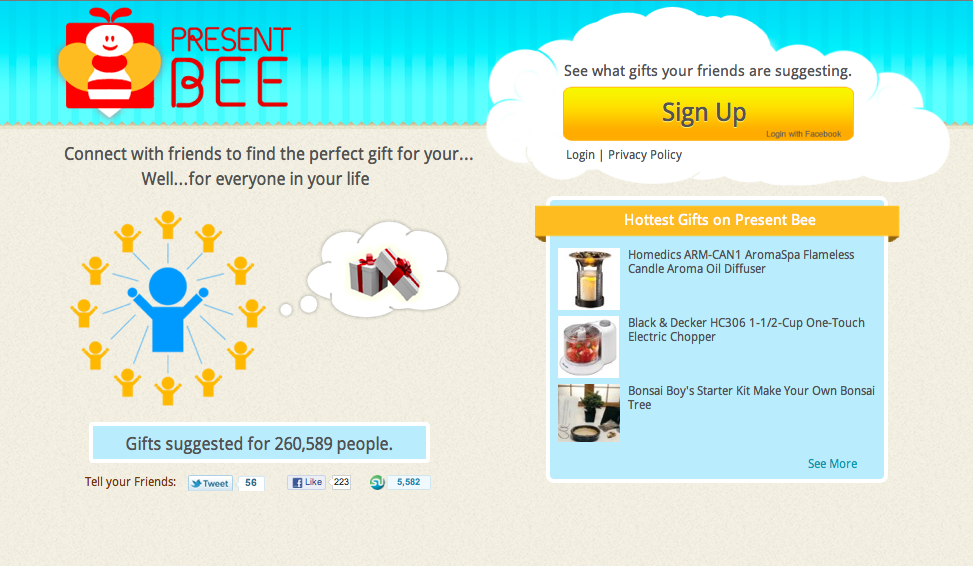 PRESENT
BEE
See what gifts your friends are suggesting.
Sign Up
Login with Facebook
Login | Privacy Policy
Connect with friends to find the perfect gift for your...
Well...for everyone in your life
Hottest Gifts on Present Bee
Homedics ARM-CAN1 AromaSpa Flameless
Candle Aroma Oil Diffuser
Black & Decker HC306 1-1/2-Cup One-Touch
Electric Chopper
Bonsai Boy's Starter Kit Make Your Own Bonsai
Tree
See More
Gifts suggested for 260,589 people.
Tell your Friends: Tweet 56 Like 223 5,582